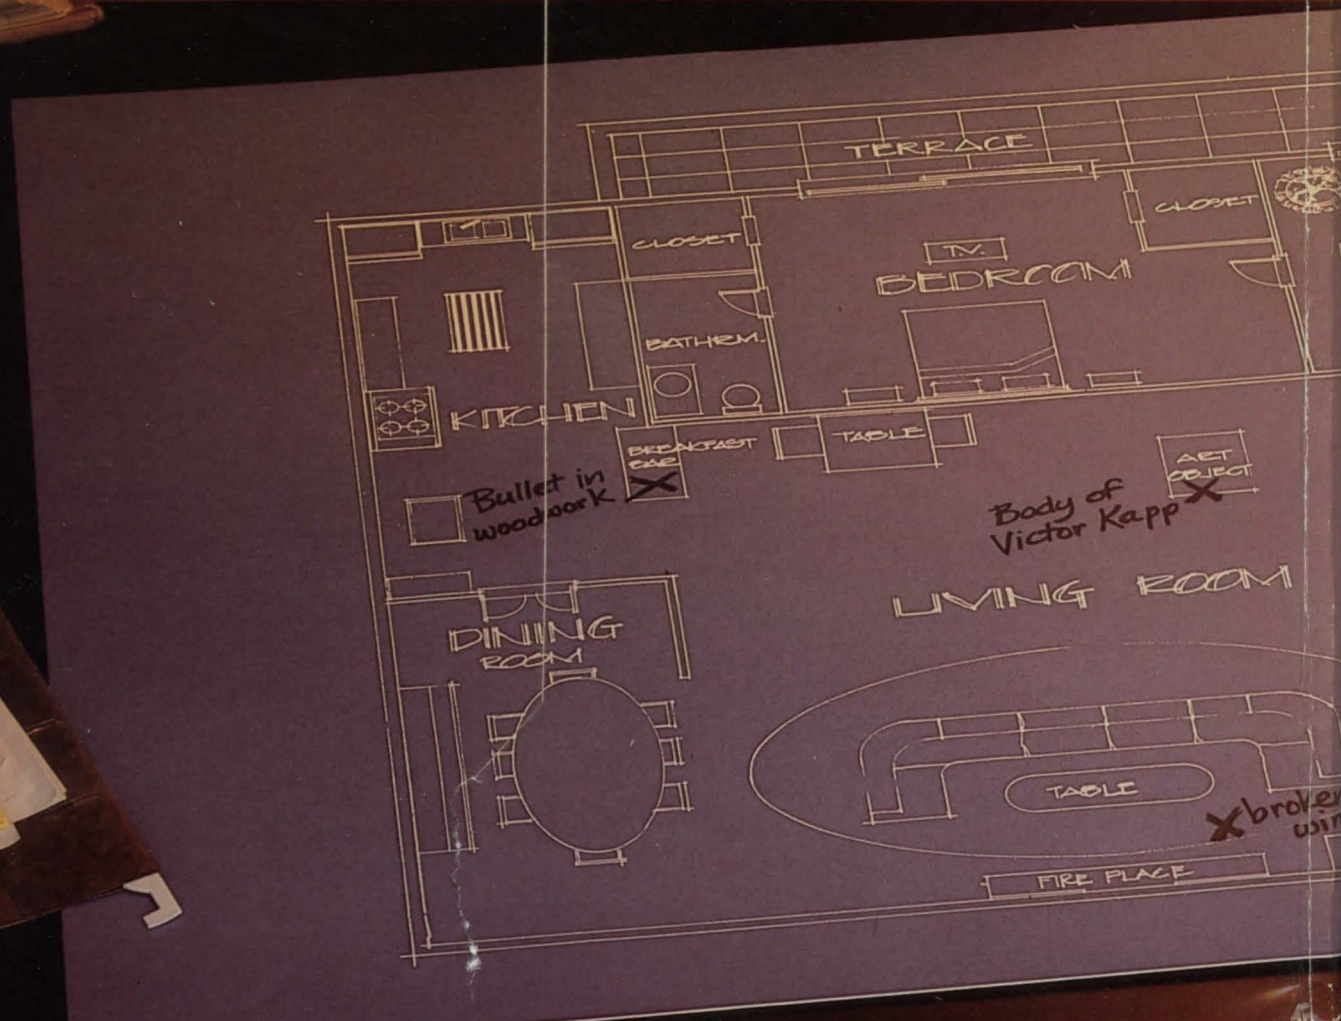 TERRACE
CLOSET
CLOSET
T.V.
BEDROOM
BATHRM.
KITCHEN
BREAKFAST
BAR
TABLE
ART
OBJECT
Bullet in
woodwork
Body of
Victor Kapp
LIVING ROOM
DINING
ROOM
TABLE
FIRE PLACE